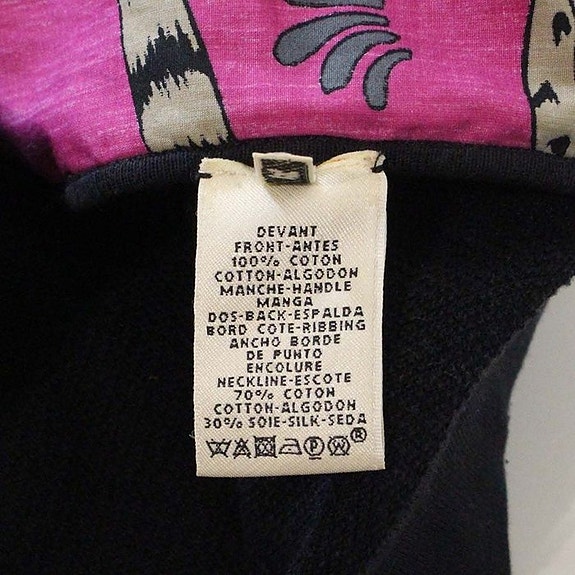 DEVANT
FRONT-ANTES
100% COTON
COTTON-ALGODON
MANCHE-HANDLE
MANGA
DOS-BACK-ESPALDA
BORD COTE-RIBBING
ANCHO BORDE
DE PUNTO
ENCOLURE
NECKLINE-ESCOTE
70% COTON
COTTON-ALGODON
30% SOIE-SILK-SEDA
P W ®